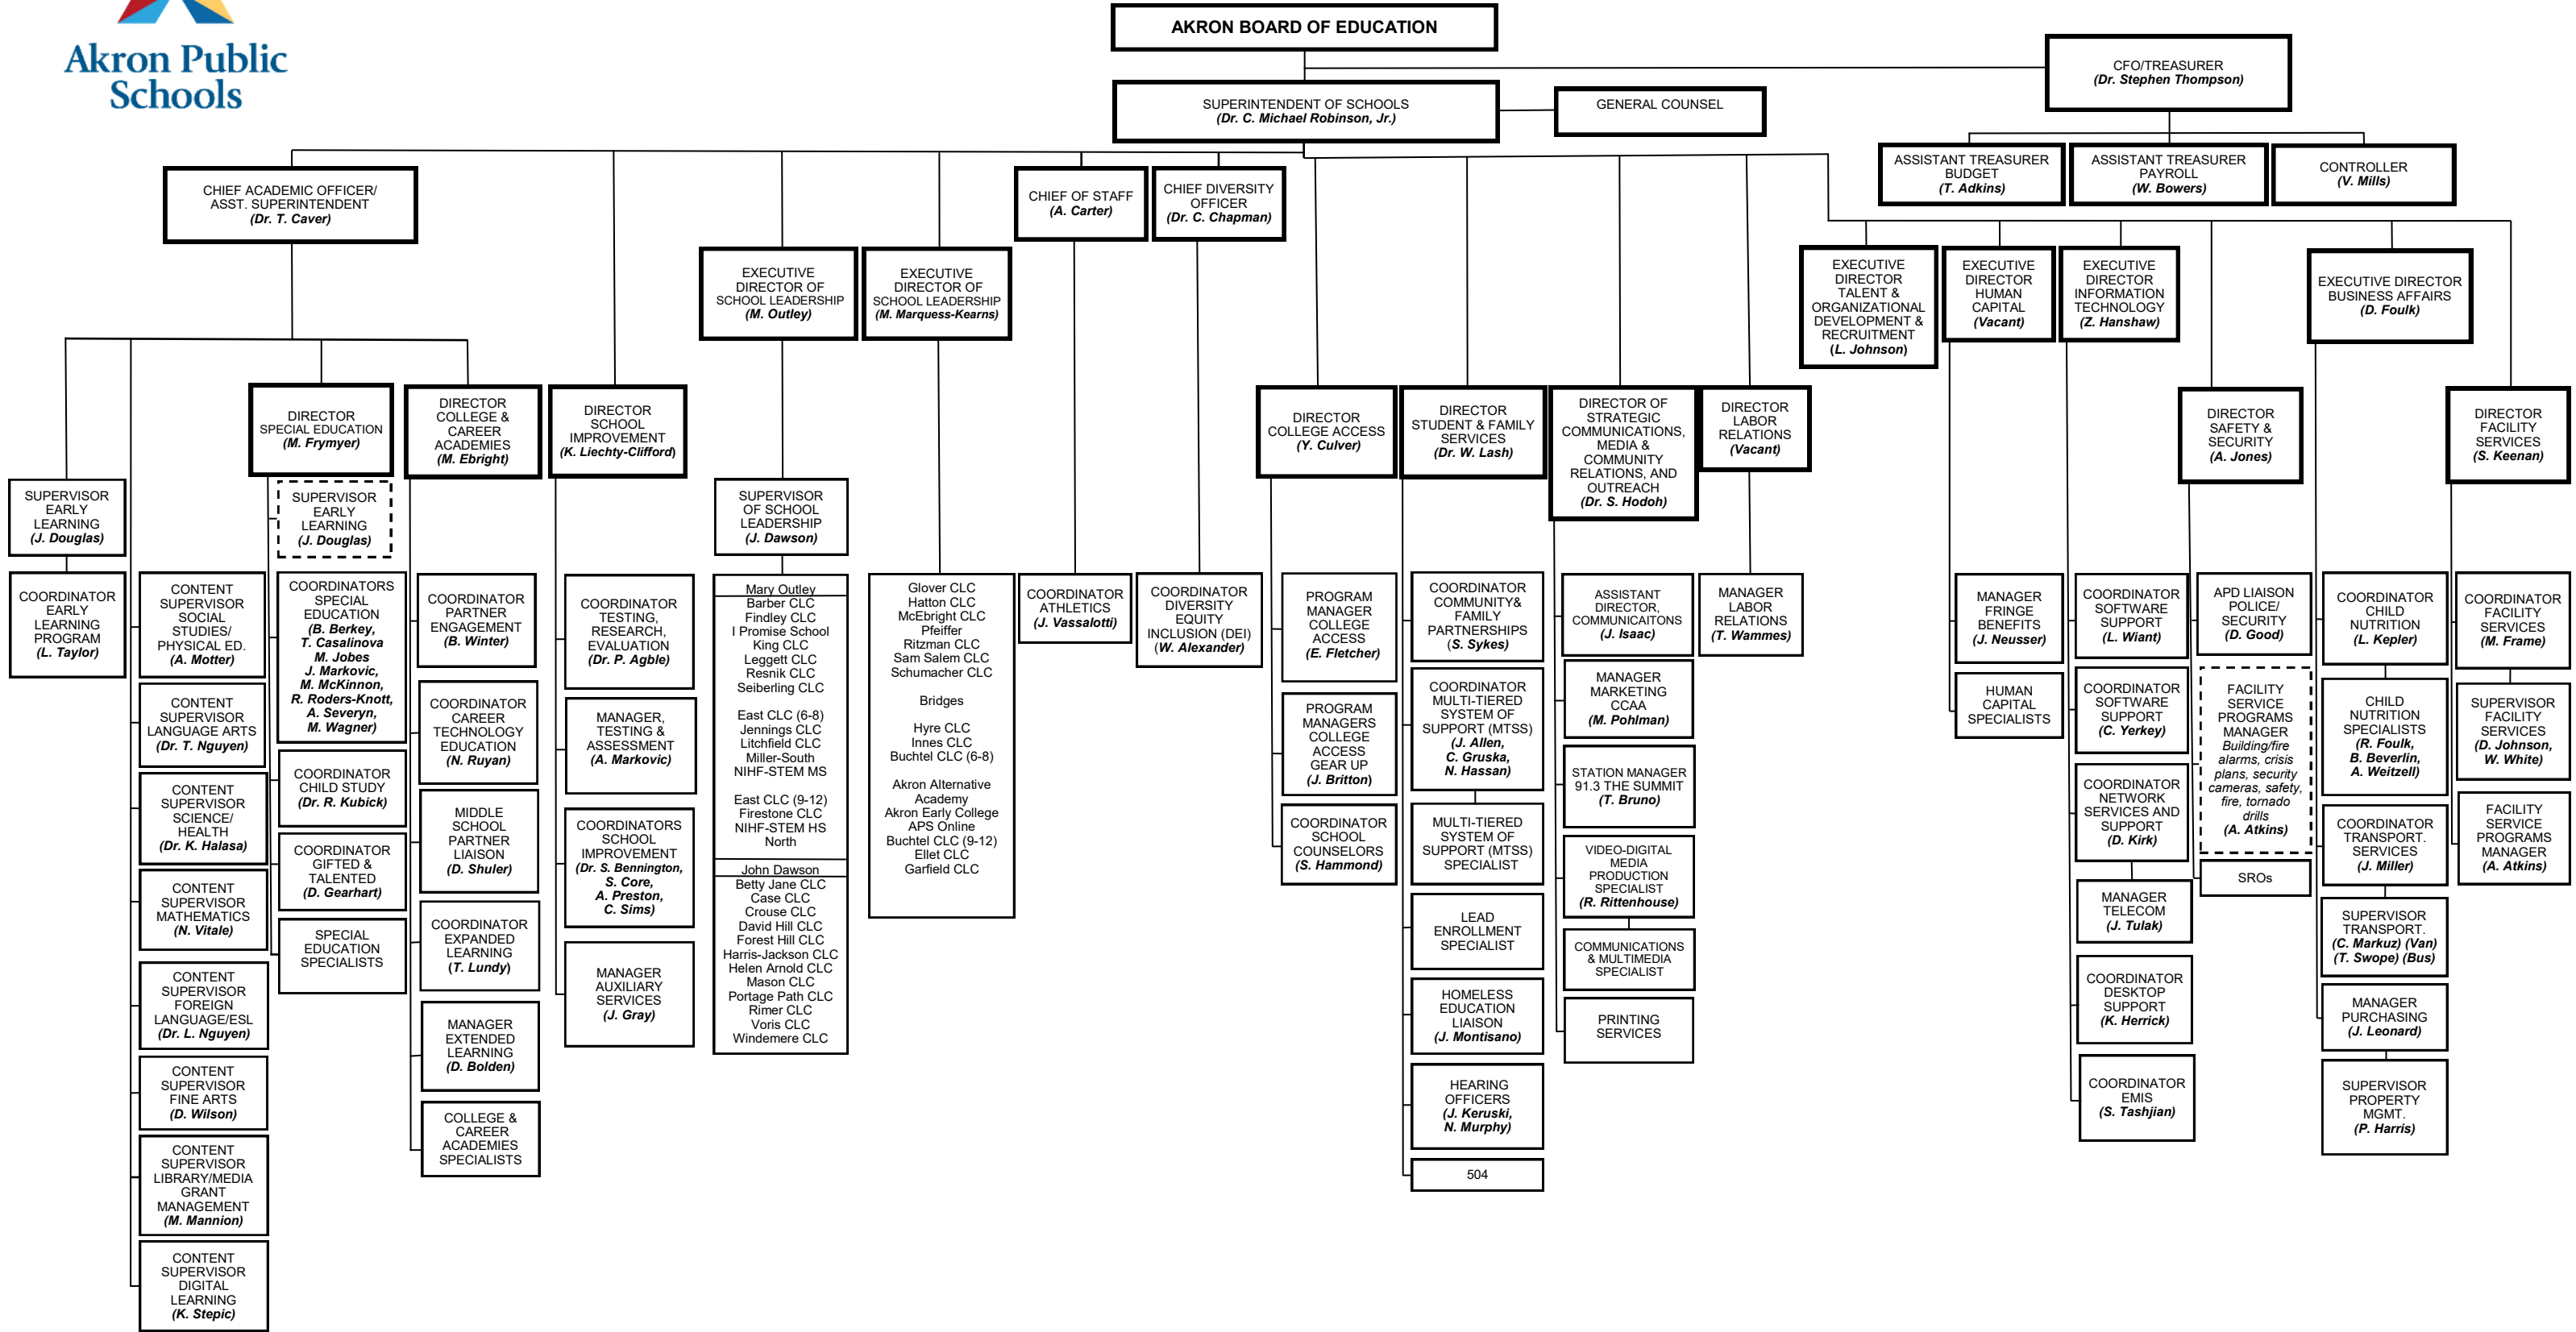 Akron Public
Schools
AKRON BOARD OF EDUCATION
CFO/TREASURER
(Dr. Stephen Thompson)
SUPERINTENDENT OF SCHOOLS
(Dr. C. Michael Robinson, Jr.)
GENERAL COUNSEL
ASSISTANT TREASURER
BUDGET
(T. Adkins)
ASSISTANT TREASURER
PAYROLL
(W. Bowers)
CONTROLLER
(V. Mills)
CHIEF ACADEMIC OFFICER/
ASST. SUPERINTENDENT
(Dr. T. Caver)
CHIEF OF STAFF
(A. Carter)
CHIEF DIVERSITY
OFFICER
(Dr. C. Chapman)
EXECUTIVE
DIRECTOR OF
SCHOOL LEADERSHIP
(M. Outley)
EXECUTIVE
DIRECTOR OF
SCHOOL LEADERSHIP
(M. Marquess-Kearns)
EXECUTIVE
DIRECTOR
TALENT &
ORGANIZATIONAL
DEVELOPMENT &
RECRUITMENT
(L. Johnson)
EXECUTIVE
DIRECTOR
HUMAN
CAPITAL
(Vacant)
EXECUTIVE
DIRECTOR
INFORMATION
TECHNOLOGY
(Z. Hanshaw)
EXECUTIVE DIRECTOR
BUSINESS AFFAIRS
(D. Foulk)
DIRECTOR
SPECIAL EDUCATION
(M. Frymyer)
DIRECTOR
COLLEGE &
CAREER
ACADEMIES
(M. Ebright)
DIRECTOR
SCHOOL
IMPROVEMENT
(K. Liechty-Clifford)
DIRECTOR
COLLEGE ACCESS
(Y. Culver)
DIRECTOR
STUDENT & FAMILY
SERVICES
(Dr. W. Lash)
DIRECTOR OF
STRATEGIC
COMMUNICATIONS,
MEDIA &
COMMUNITY
RELATIONS, AND
OUTREACH
(Dr. S. Hodoh)
DIRECTOR
LABOR
RELATIONS
(Vacant)
DIRECTOR
SAFETY &
SECURITY
(A. Jones)
DIRECTOR
FACILITY
SERVICES
(S. Keenan)
SUPERVISOR
EARLY
LEARNING
(J. Douglas)
COORDINATOR
EARLY
LEARNING
PROGRAM
(L. Taylor)
CONTENT
SUPERVISOR
SOCIAL
STUDIES/
PHYSICAL ED.
(A. Motter)
CONTENT
SUPERVISOR
LANGUAGE ARTS
(Dr. T. Nguyen)
CONTENT
SUPERVISOR
SCIENCE/
HEALTH
(Dr. K. Halasa)
CONTENT
SUPERVISOR
MATHEMATICS
(N. Vitale)
CONTENT
SUPERVISOR
FOREIGN
LANGUAGE/ESL
(Dr. L. Nguyen)
CONTENT
SUPERVISOR
FINE ARTS
(D. Wilson)
CONTENT
SUPERVISOR
LIBRARY/MEDIA
GRANT
MANAGEMENT
(M. Mannion)
CONTENT
SUPERVISOR
DIGITAL
LEARNING
(K. Stepic)
SUPERVISOR
EARLY
LEARNING
(J. Douglas)
COORDINATORS
SPECIAL
EDUCATION
(B. Berkey,
T. Casalinova
M. Jobes
J. Markovic,
M. McKinnon,
R. Roders-Knott,
A. Severyn,
M. Wagner)
COORDINATOR
CHILD STUDY
(Dr. R. Kubick)
COORDINATOR
GIFTED &
TALENTED
(D. Gearhart)
SPECIAL
EDUCATION
SPECIALISTS
COORDINATOR
PARTNER
ENGAGEMENT
(B. Winter)
COORDINATOR
CAREER
TECHNOLOGY
EDUCATION
(N. Ruyan)
MIDDLE
SCHOOL
PARTNER
LIAISON
(D. Shuler)
COORDINATOR
EXPANDED
LEARNING
(T. Lundy)
MANAGER
EXTENDED
LEARNING
(D. Bolden)
COLLEGE &
CAREER
ACADEMIES
SPECIALISTS
COORDINATOR
TESTING,
RESEARCH,
EVALUATION
(Dr. P. Agble)
MANAGER,
TESTING &
ASSESSMENT
(A. Markovic)
COORDINATORS
SCHOOL
IMPROVEMENT
(Dr. S. Bennington,
S. Core,
A. Preston,
C. Sims)
MANAGER
AUXILIARY
SERVICES
(J. Gray)
SUPERVISOR
OF SCHOOL
LEADERSHIP
(J. Dawson)
Mary Outley
Barber CLC
Findley CLC
I Promise School
King CLC
Leggett CLC
Resnik CLC
Seiberling CLC
East CLC (6-8)
Jennings CLC
Litchfield CLC
Miller-South
NIHF-STEM MS
East CLC (9-12)
Firestone CLC
NIHF-STEM HS
North
John Dawson
Betty Jane CLC
Case CLC
Crouse CLC
David Hill CLC
Forest Hill CLC
Harris-Jackson CLC
Helen Arnold CLC
Mason CLC
Portage Path CLC
Rimer CLC
Voris CLC
Windemere CLC
Glover CLC
Hatton CLC
McEbright CLC
Pfeiffer
Ritzman CLC
Sam Salem CLC
Schumacher CLC
Bridges
Hyre CLC
Innes CLC
Buchtel CLC (6-8)
Akron Alternative
Academy
Akron Early College
APS Online
Buchtel CLC (9-12)
Ellet CLC
Garfield CLC
COORDINATOR
ATHLETICS
(J. Vassalotti)
COORDINATOR
DIVERSITY
EQUITY
INCLUSION (DEI)
(W. Alexander)
PROGRAM
MANAGER
COLLEGE
ACCESS
(E. Fletcher)
PROGRAM
MANAGERS
COLLEGE
ACCESS
GEAR UP
(J. Britton)
COORDINATOR
SCHOOL
COUNSELORS
(S. Hammond)
COORDINATOR
COMMUNITY&
FAMILY
PARTNERSHIPS
(S. Sykes)
COORDINATOR
MULTI-TIERED
SYSTEM OF
SUPPORT (MTSS)
(J. Allen,
C. Gruska,
N. Hassan)
MULTI-TIERED
SYSTEM OF
SUPPORT (MTSS)
SPECIALIST
LEAD
ENROLLMENT
SPECIALIST
HOMELESS
EDUCATION
LIAISON
(J. Montisano)
HEARING
OFFICERS
(J. Keruski,
N. Murphy)
504
ASSISTANT
DIRECTOR,
COMMUNICAITONS
(J. Isaac)
MANAGER
MARKETING
CCAA
(M. Pohlman)
STATION MANAGER
91.3 THE SUMMIT
(T. Bruno)
VIDEO-DIGITAL
MEDIA
PRODUCTION
SPECIALIST
(R. Rittenhouse)
COMMUNICATIONS
& MULTIMEDIA
SPECIALIST
PRINTING
SERVICES
MANAGER
LABOR
RELATIONS
(T. Wammes)
MANAGER
FRINGE
BENEFITS
(J. Neusser)
HUMAN
CAPITAL
SPECIALISTS
COORDINATOR
SOFTWARE
SUPPORT
(L. Wiant)
COORDINATOR
SOFTWARE
SUPPORT
(C. Yerkey)
COORDINATOR
NETWORK
SERVICES AND
SUPPORT
(D. Kirk)
MANAGER
TELECOM
(J. Tulak)
COORDINATOR
DESKTOP
SUPPORT
(K. Herrick)
COORDINATOR
EMIS
(S. Tashjian)
APD LIAISON
POLICE/
SECURITY
(D. Good)
FACILITY
SERVICE
PROGRAMS
MANAGER
Building/fire
alarms, crisis
plans, security
cameras, safety,
fire, tornado
drills
(A. Atkins)
SROs
COORDINATOR
CHILD
NUTRITION
(L. Kepler)
CHILD
NUTRITION
SPECIALISTS
(R. Foulk,
B. Beverlin,
A. Weitzell)
COORDINATOR
TRANSPORT.
SERVICES
(J. Miller)
SUPERVISOR
TRANSPORT.
(C. Markuz) (Van)
(T. Swope) (Bus)
MANAGER
PURCHASING
(J. Leonard)
SUPERVISOR
PROPERTY
MGMT.
(P. Harris)
COORDINATOR
FACILITY
SERVICES
(M. Frame)
SUPERVISOR
FACILITY
SERVICES
(D. Johnson,
W. White)
FACILITY
SERVICE
PROGRAMS
MANAGER
(A. Atkins)